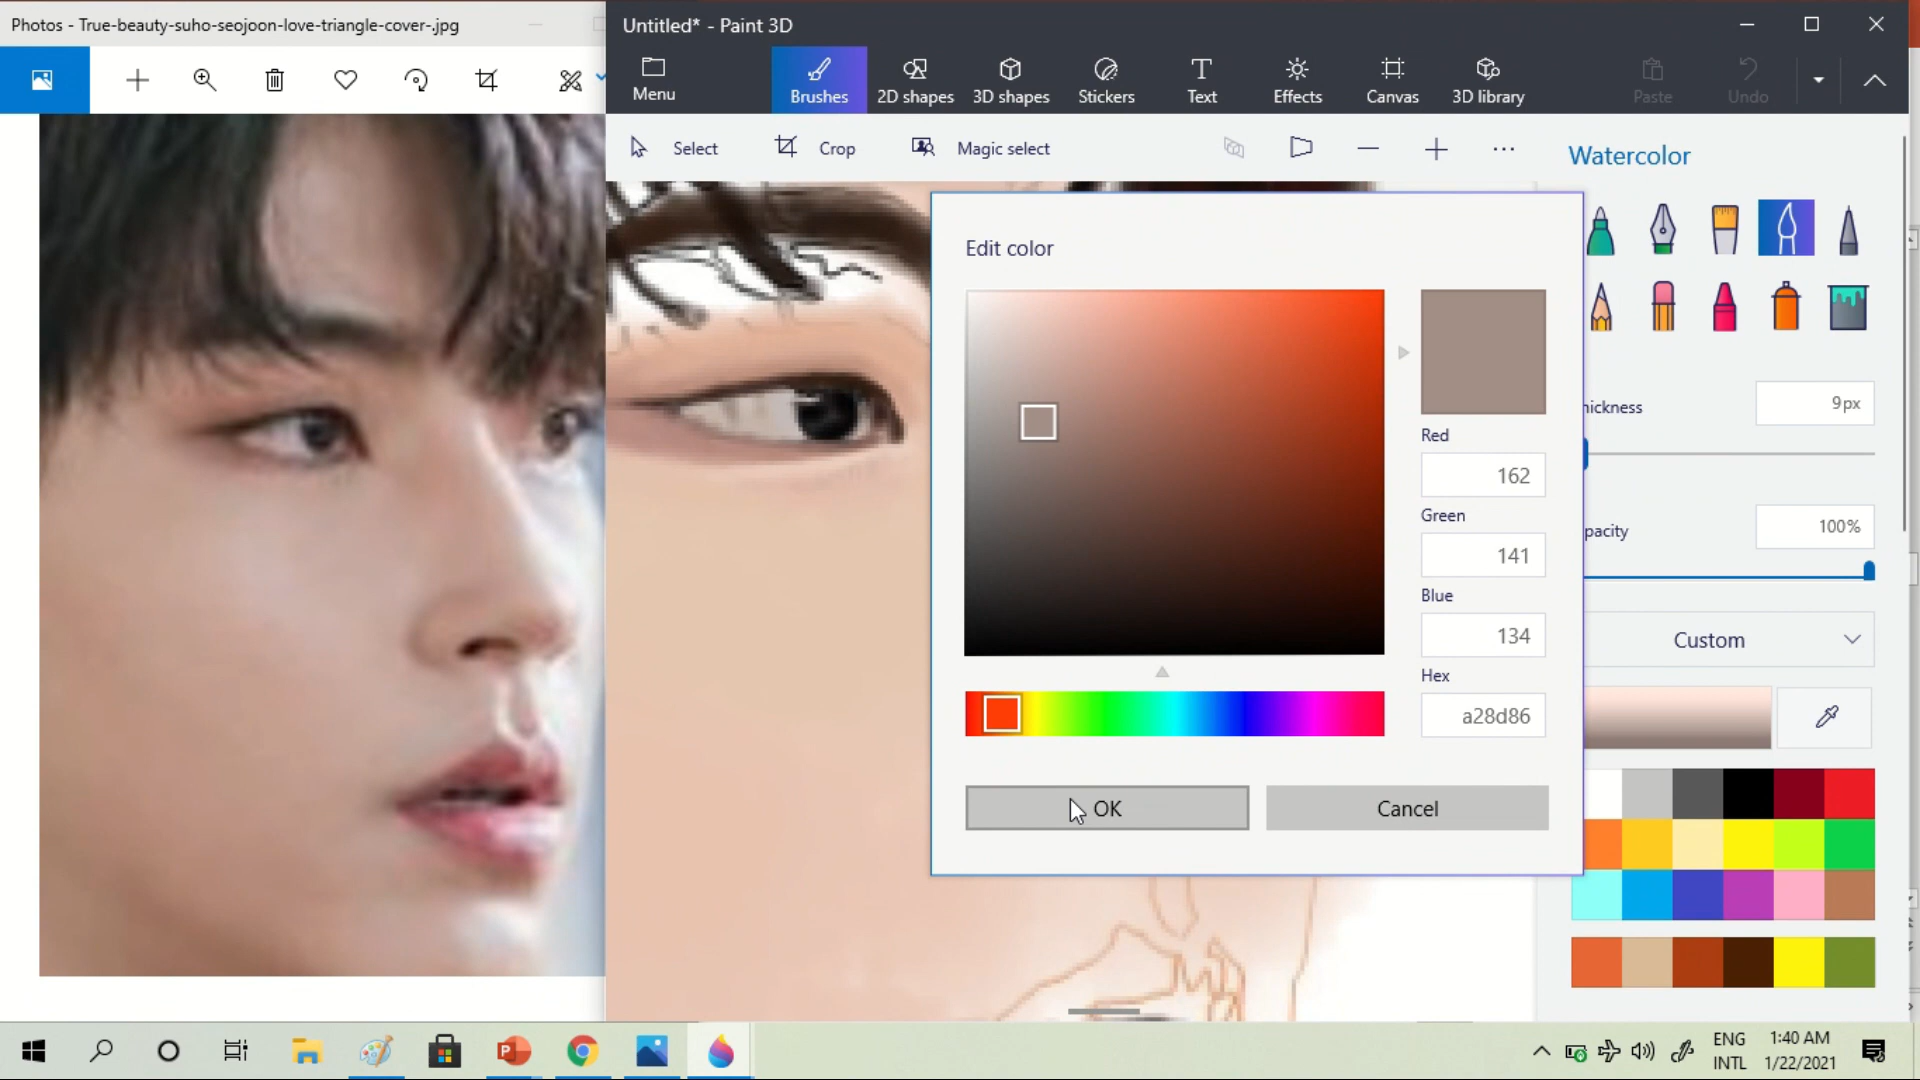 Photos - True-beauty-suho-seojoon-love-triangle-cover-.jpg
Untitled* - Paint 3D
Menu
Brushes
2D shapes
3D shapes
Stickers
Text
Effects
Canvas
3D library
Paste
Undo
Select
Crop
Magic select
Watercolor
Edit color
hickness
9px
Red
162
Green
141
pacity
100%
Blue
134
Custom
Hex
a28d86
OK
Cancel
P
ENG
INTL
1:40 AM
1/22/2021